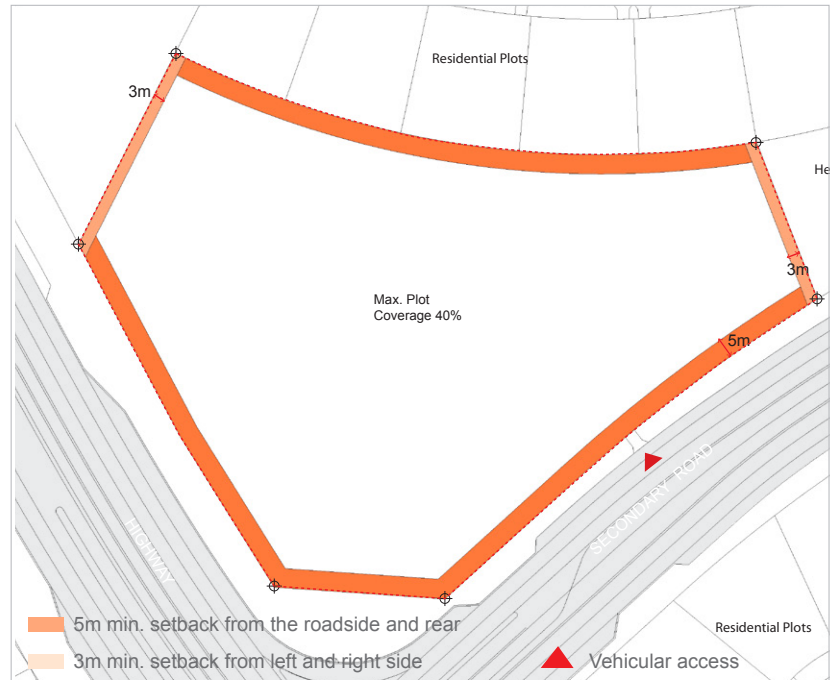 Residential Plots
3m
He
3m
Max. Plot
Coverage 40%
5m
SECONDARY ROAD
HIGHWAY
5m min. setback from the roadside and rear
Residential Plots
3m min. setback from left and right side
Vehicular access